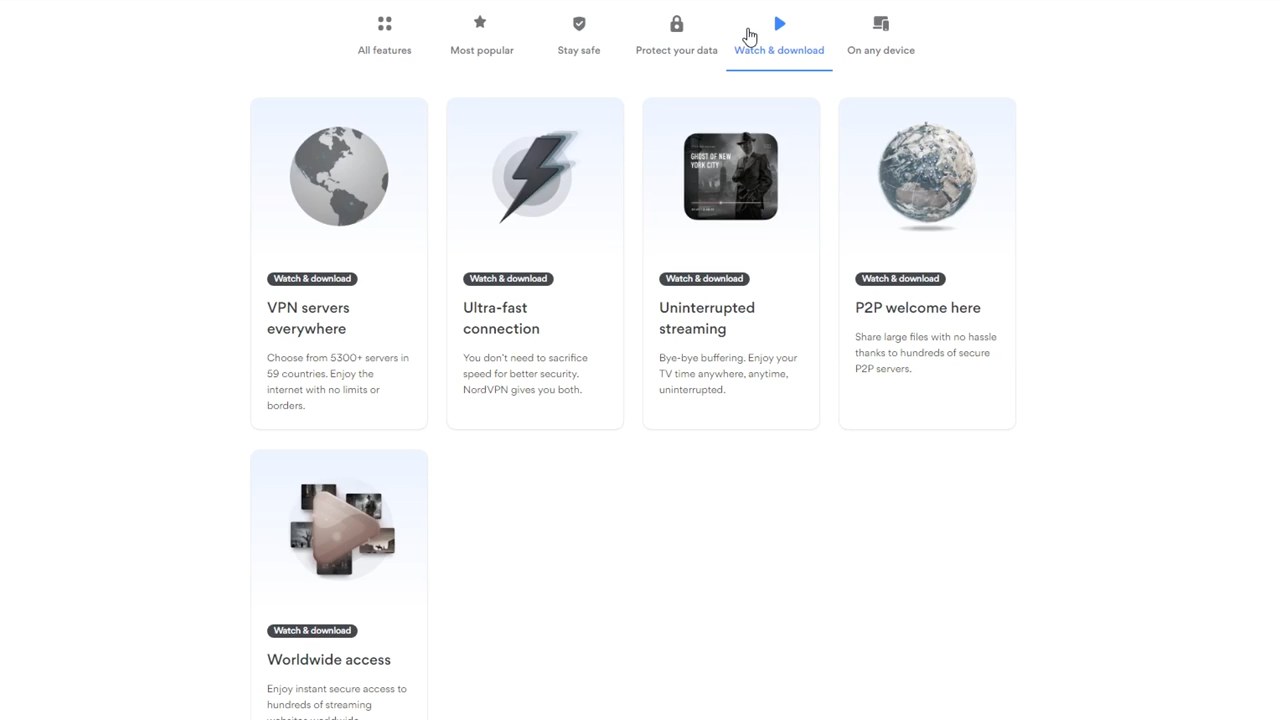 All features
Most popular
Stay safe
Protect your data
Watch & download
On any device
GHOST OF NEW
YORK CITY
Watch & download
VPN servers
everywhere
Choose from 5300+ servers in
59 countries. Enjoy the
internet with no limits or
borders.
Watch & download
Ultra-fast
connection
You don't need to sacrifice
speed for better security.
NordVPN gives you both.
Watch & download
Uninterrupted
streaming
Bye-bye buffering. Enjoy your
TV time anywhere, anytime,
uninterrupted.
Watch & download
P2P welcome here
Share large files with no hassle
thanks to hundreds of secure
P2P servers.
Watch & download
Worldwide access
Enjoy instant secure access to
hundreds of streaming
websites worldwide.